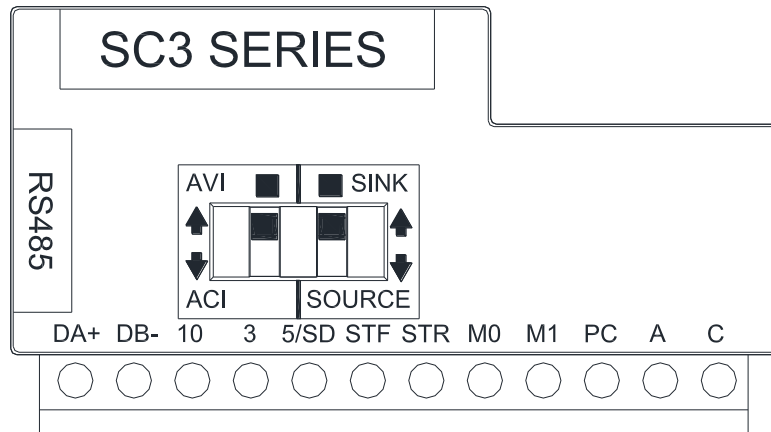 SC3 SERIES
RS485
AVI SINK
ACI SOURCE
DA+ DB- 10 3 5/SD STF STR M0 M1 PC A C